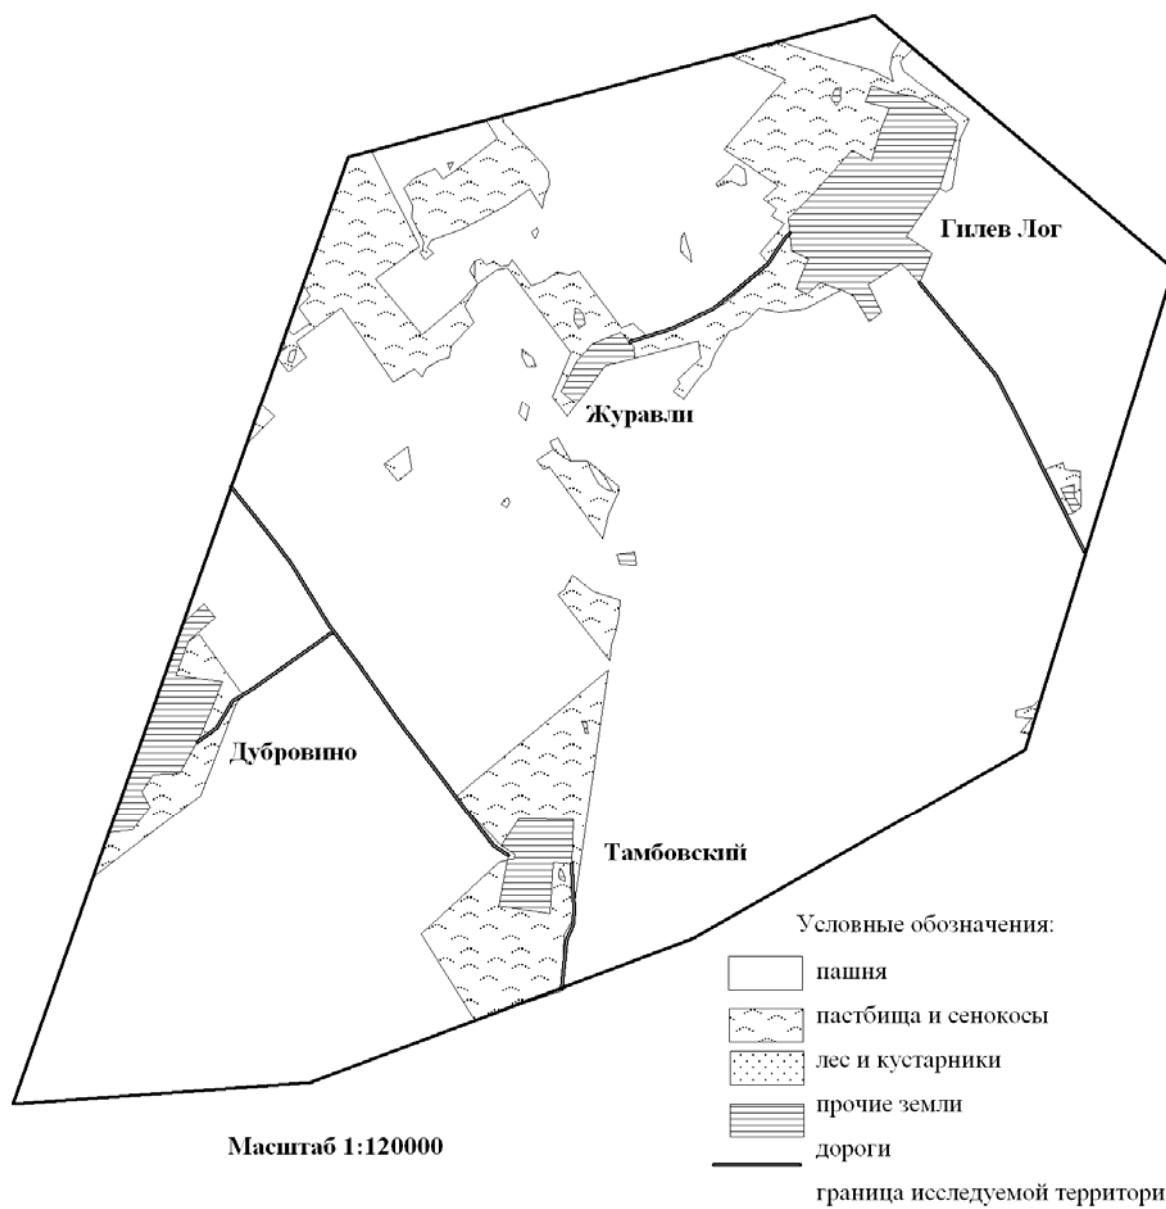 Гилев Лог
Журавли
Дубровино
Тамбовский
Условные обозначения:
пашня
пастбища и сенокосы
лес и кустарники
прочие земли
дороги
граница исследуемой территори
Масштаб 1:120000